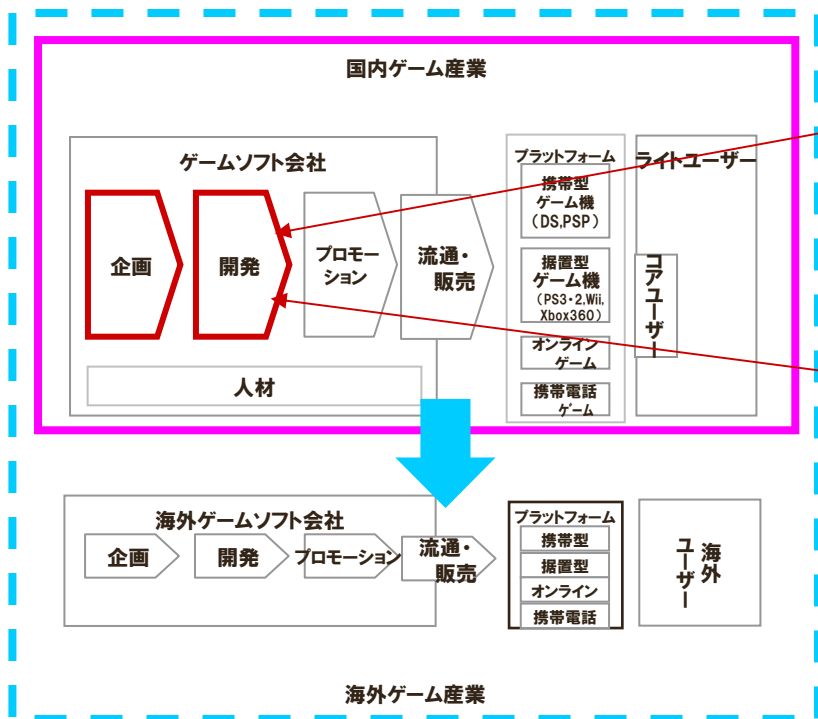 国内ゲーム産業
ゲームソフト会社
企画
開発
プロモー
ション
流通・
販売
人材
プラットフォーム
携帯型
ゲーム機
(DS,PSP)
据置型
ゲーム機
(PS3・2,Wii,
Xbox360)
オンライン
ゲーム
携帯電話
ゲーム
ライトユーザー
コアユーザー
海外ゲームソフト会社
企画
開発
プロモーション
流通・
販売
プラットフォーム
携帯型
据置型
オンライン
携帯電話
海外
ユーザー
海外ゲーム産業